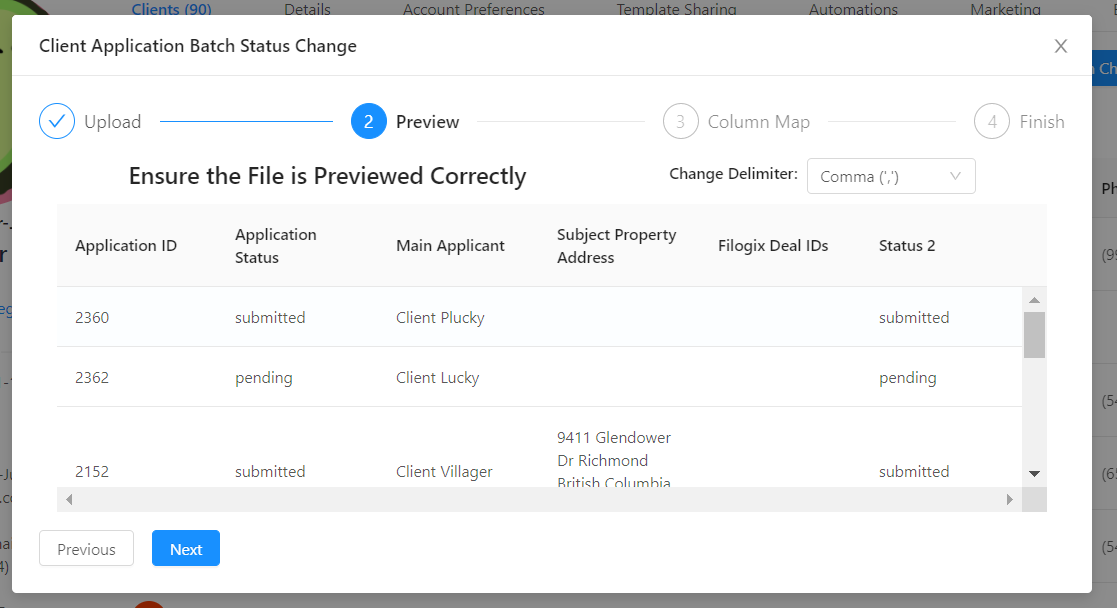 Clients (90) Details Account Preferences Template Sharing Automations Marketing
Client Application Batch Status Change
Upload 2 Preview 3 Column Map 4 Finish
Ensure the File is Previewed Correctly Change Delimiter: Comma (',')
Application ID Application Status Main Applicant Subject Property Address Filogix Deal IDs Status 2
2360 submitted Client Plucky submitted
2362 pending Client Lucky pending
9411 Glendower
Dr Richmond
2152 submitted Client Villager submitted
British Columbia
Previous Next